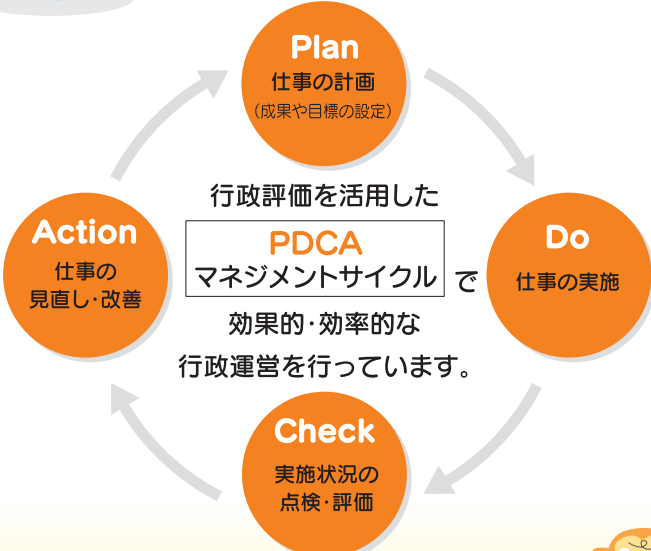 Plan
仕事の計画
(成果や目標の設定)
行政評価を活用した
PDCA
マネジメントサイクル で
効果的・効率的な
行政運営を行っています。
Do
仕事の実施
Check
実施状況の
点検・評価
Action
仕事の
見直し・改善